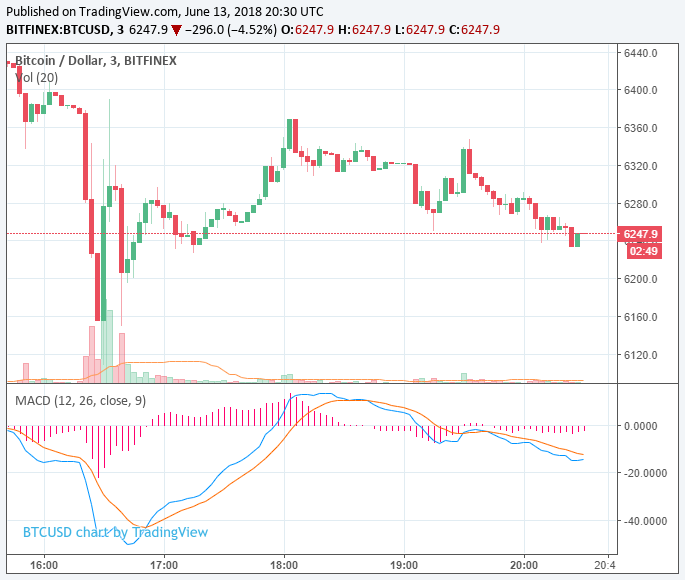 Published on TradingView.com, June 13, 2018 20:30 UTC
BITFINEX:BTCUSD, 3 6247.9 ▼ −296.0 (−4.52%) O:6247.9 H:6247.9 L:6247.9 C:6247.9
Bitcoin / Dollar, 3, BITFINEX
Vol (20)
6440.0
6400.0
6360.0
6320.0
6280.0
6247.9
02:49
6200.0
6160.0
6120.0
MACD (12, 26, close, 9)
0.0000
−20.0000
−40.0000
BTCUSD chart by TradingView
16:00 17:00 18:00 19:00 20:00 20:4